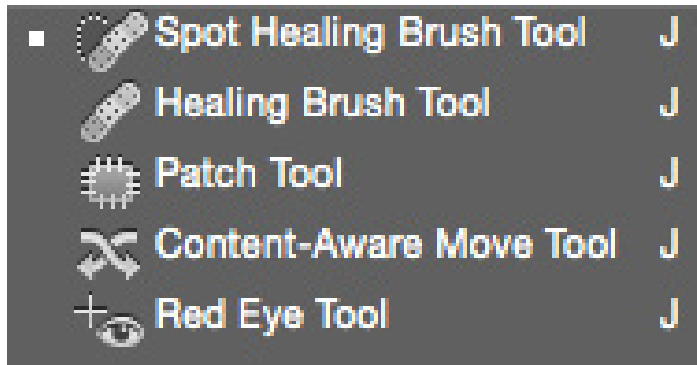 Spot Healing Brush Tool J
Healing Brush Tool J
Patch Tool J
Content-Aware Move Tool J
Red Eye Tool J